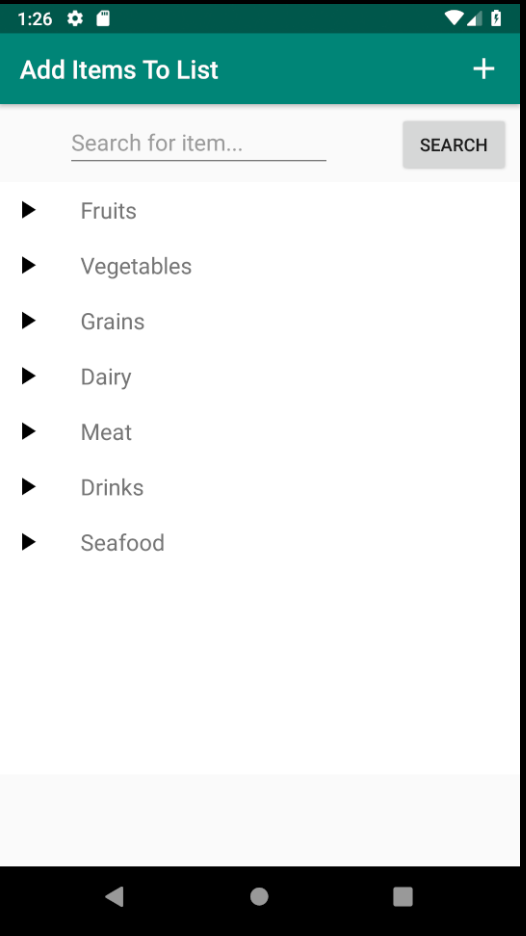 1:26
Add Items To List
Search for item...
SEARCH
Fruits
Vegetables
Grains
Dairy
Meat
Drinks
Seafood